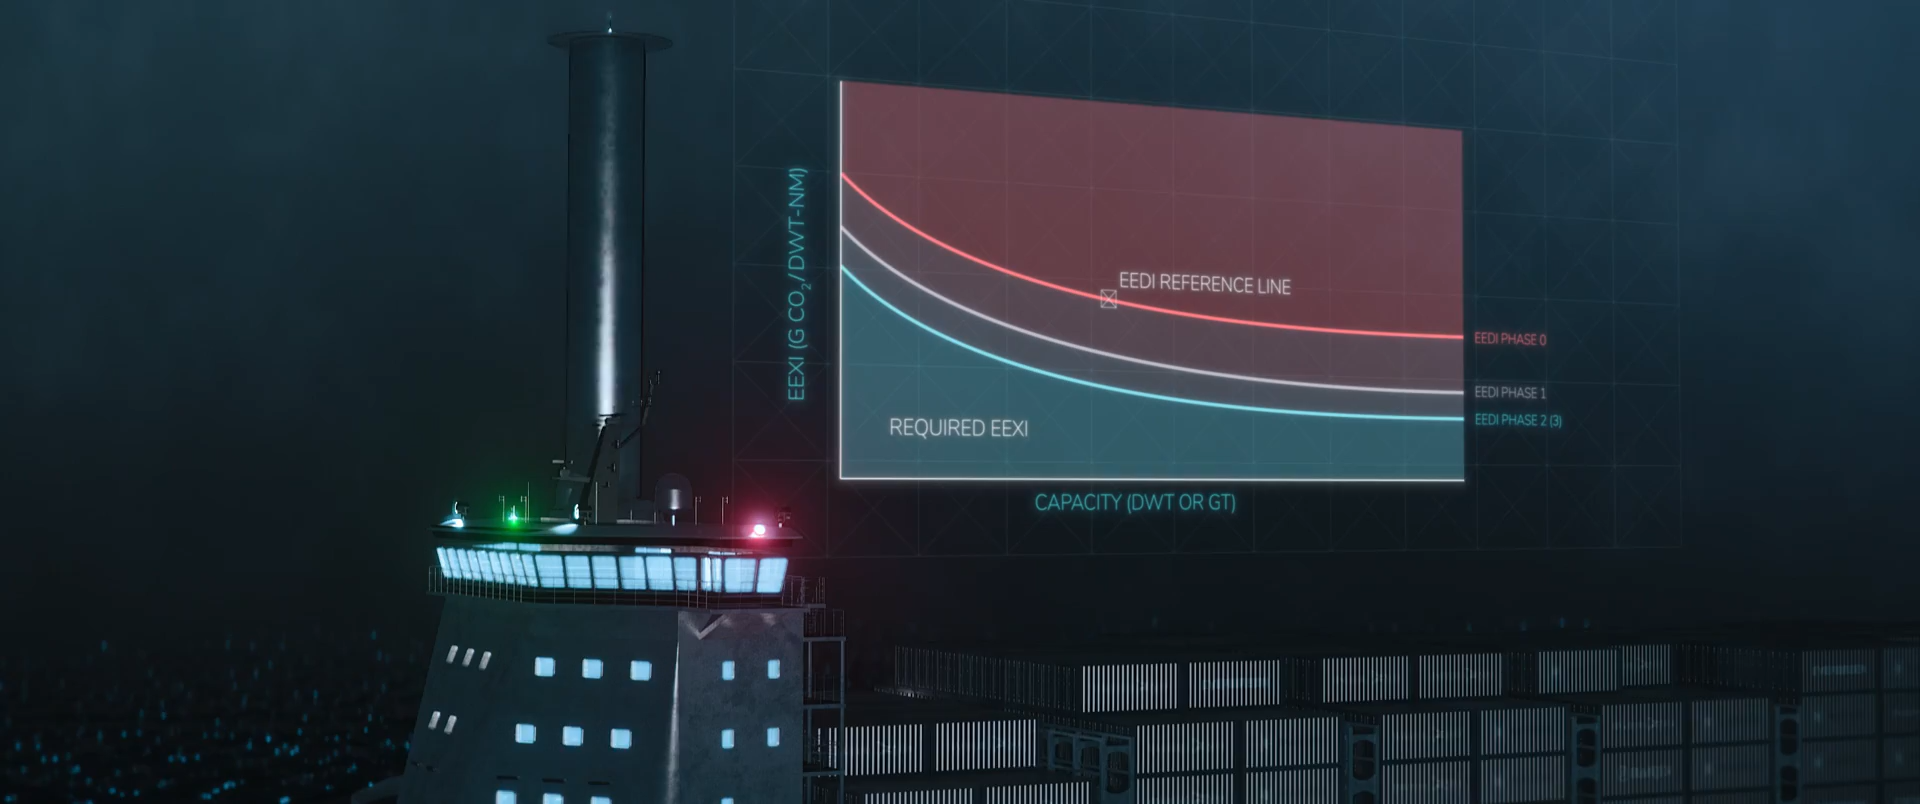 EEXI (G CO₂/DWT-NM)
EEDI REFERENCE LINE
EEDI PHASE 0
EEDI PHASE 1
EEDI PHASE 2 (3)
REQUIRED EEXI
CAPACITY (DWT OR GT)